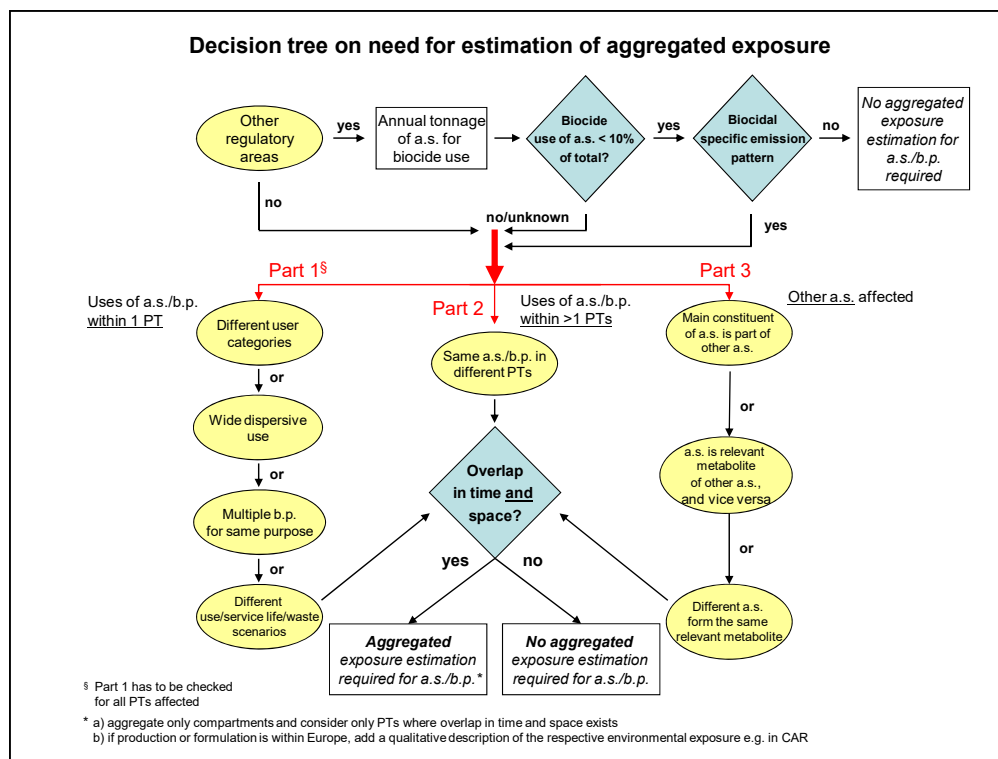 Decision tree on need for estimation of aggregated exposure
Other
regulatory
areas
yes
Annual tonnage
of a.s. for
biocide use
Biocide
use of a.s. < 10%
of total?
yes
Biocidal
specific emission
pattern
no
No aggregated
exposure
estimation for
a.s./b.p.
required
no
no/unknown
yes
Part 1§
Part 2
Part 3
Uses of a.s./b.p.
within 1 PT
Uses of a.s./b.p.
within >1 PTs
Other a.s. affected
Different user
categories
or
Wide dispersive
use
or
Multiple b.p.
for same purpose
or
Different
use/service life/waste
scenarios
Same a.s./b.p. in
different PTs
Overlap
in time and
space?
yes
no
Main constituent
of a.s. is part of
other a.s.
or
a.s. is relevant
metabolite
of other a.s.,
and vice versa
or
Different a.s.
form the same
relevant metabolite
Aggregated
exposure estimation
required for a.s./b.p.*
No aggregated
exposure estimation
required for a.s./b.p.
§ Part 1 has to be checked
for all PTs affected
* a) aggregate only compartments and consider only PTs where overlap in time and space exists
b) if production or formulation is within Europe, add a qualitative description of the respective environmental exposure e.g. in CAR